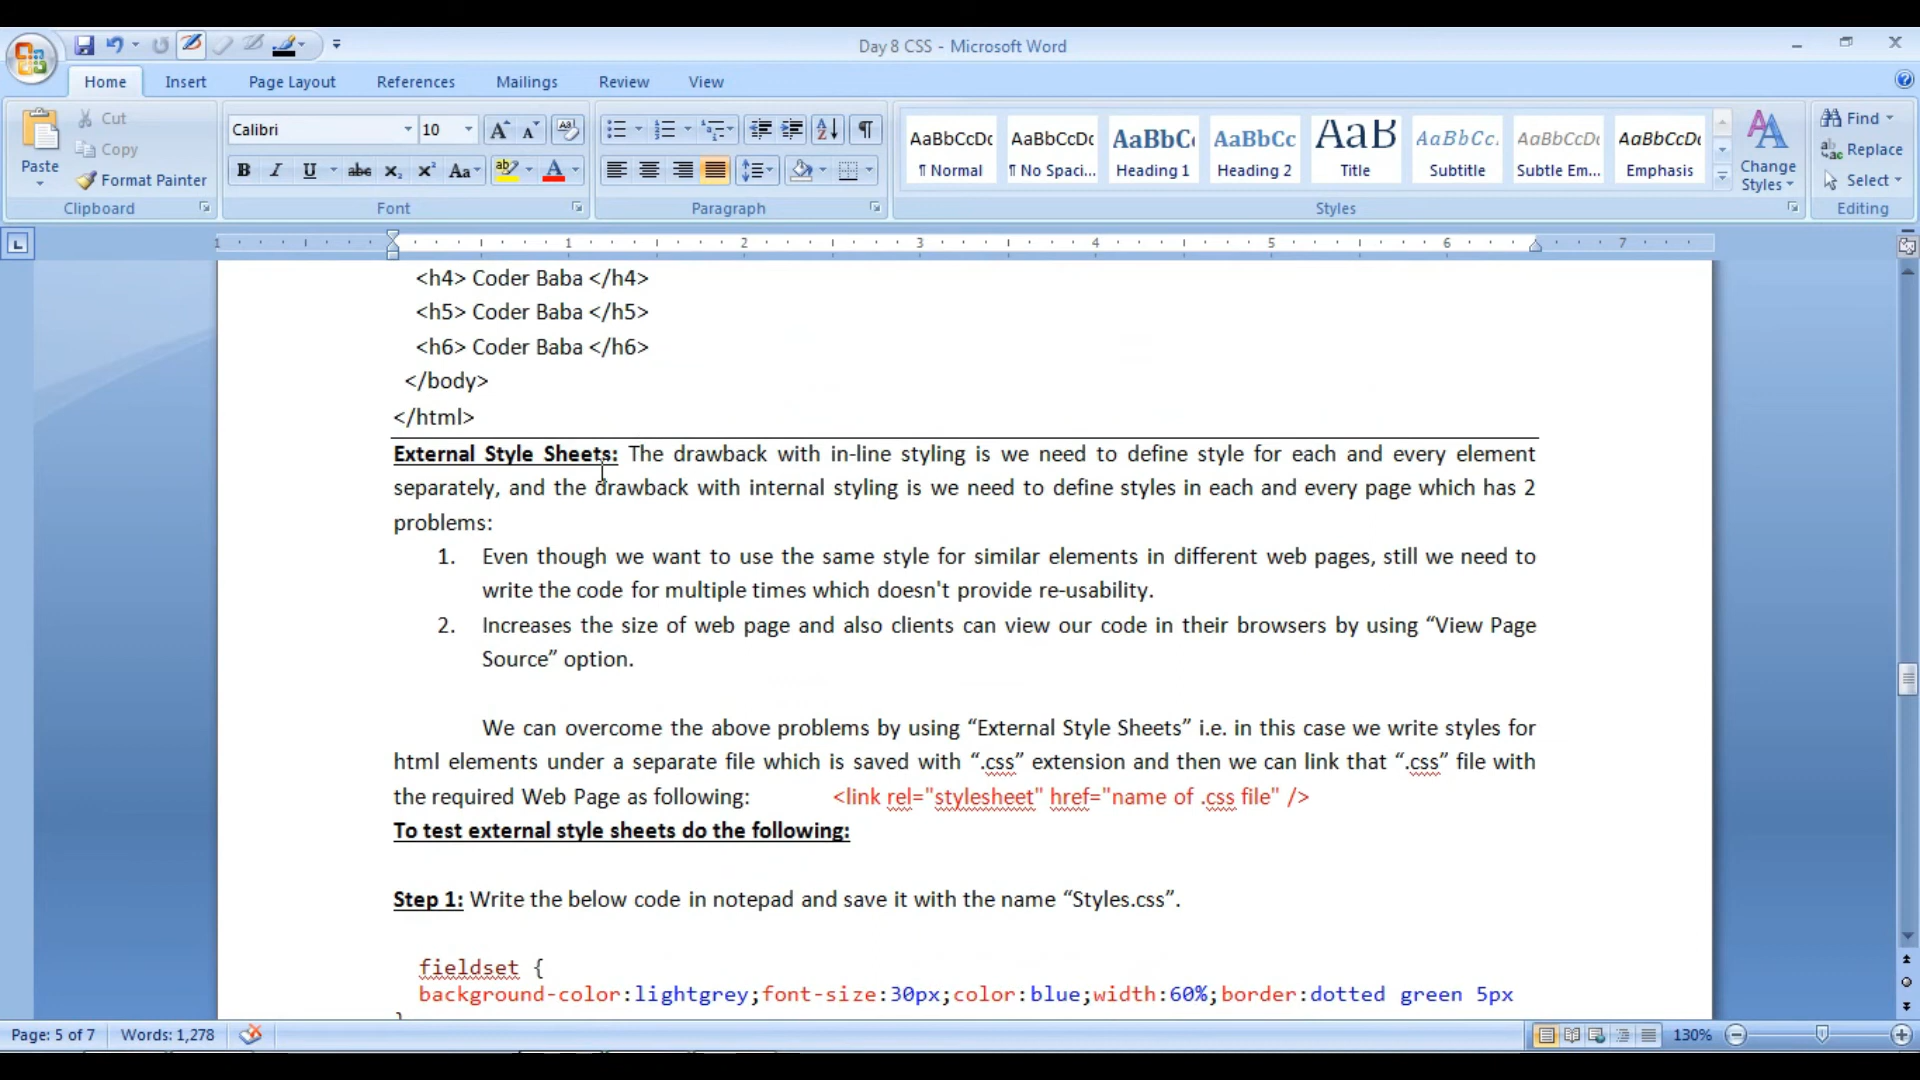 Day 8 CSS - Microsoft Word
Home Insert Page Layout References Mailings Review View
Paste
Cut
Copy
Format Painter
Clipboard
Calibri 10
Font
Paragraph
AaBbCcDc AaBbCcDc AaBbC AaBbCc AaB AaBbCc. AaBbCcDc AaBbCcDc
¶ Normal ¶ No Spaci... Heading 1 Heading 2 Title Subtitle Subtle Em... Emphasis
Change Styles
Styles
Find
Replace
Select
Editing
1 1 2 3 4 5 6 7
<h4> Coder Baba </h4>
<h5> Coder Baba </h5>
<h6> Coder Baba </h6>
</body>
</html>
External Style Sheets: The drawback with in-line styling is we need to define style for each and every element
separately, and the drawback with internal styling is we need to define styles in each and every page which has 2
problems:
1. Even though we want to use the same style for similar elements in different web pages, still we need to
write the code for multiple times which doesn't provide re-usability.
2. Increases the size of web page and also clients can view our code in their browsers by using “View Page
Source” option.
We can overcome the above problems by using “External Style Sheets” i.e. in this case we write styles for
html elements under a separate file which is saved with “.css” extension and then we can link that “.css” file with
the required Web Page as following: <link rel="stylesheet" href="name of .css file" />
To test external style sheets do the following:
Step 1: Write the below code in notepad and save it with the name “Styles.css”.
fieldset {
background-color:lightgrey;font-size:30px;color:blue;width:60%;border:dotted green 5px
}
Page: 5 of 7 Words: 1,278 130%